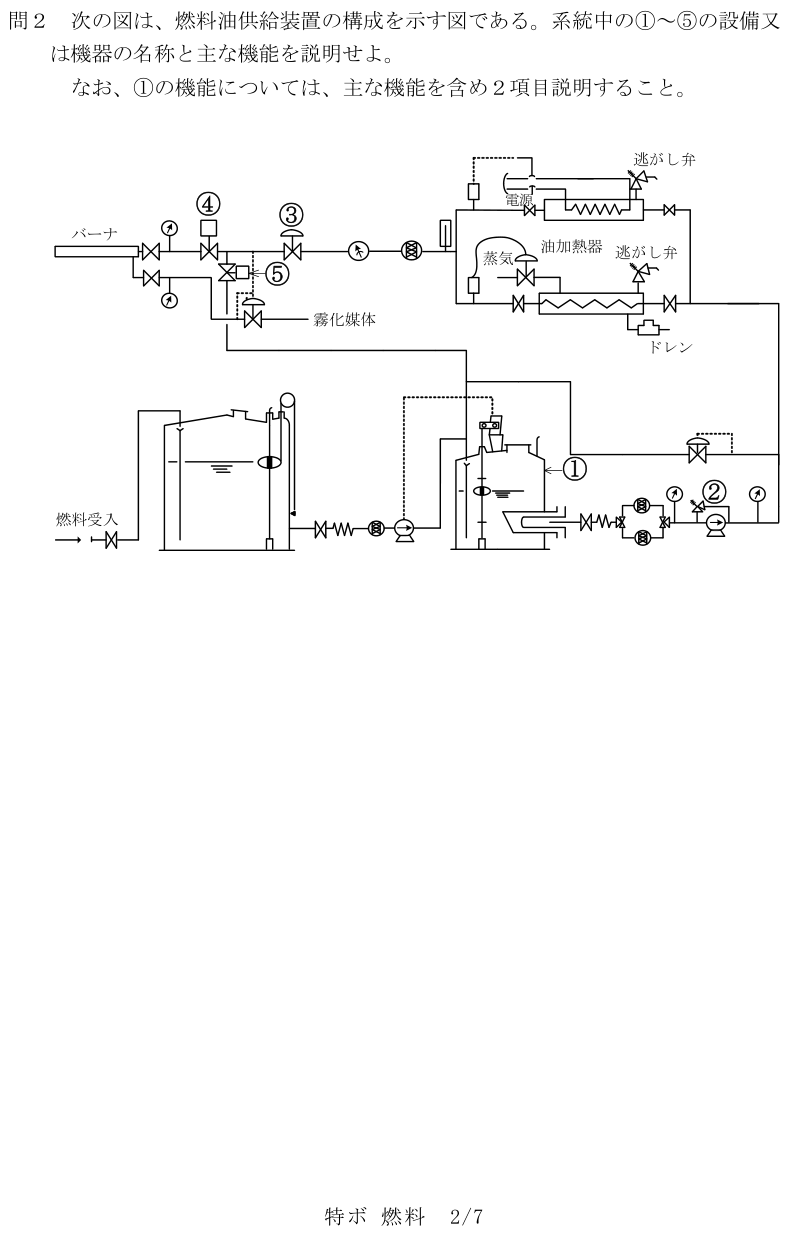 問２　次の図は、燃料油供給装置の構成を示す図である。系統中の①～⑤の設備又
は機器の名称と主な機能を説明せよ。
なお、①の機能については、主な機能を含め２項目説明すること。
逃がし弁
電源
④
③
バーナ
油加熱器
逃がし弁
蒸気
⑤
霧化媒体
ドレン
①
②
燃料受入
特ボ 燃料　2/7